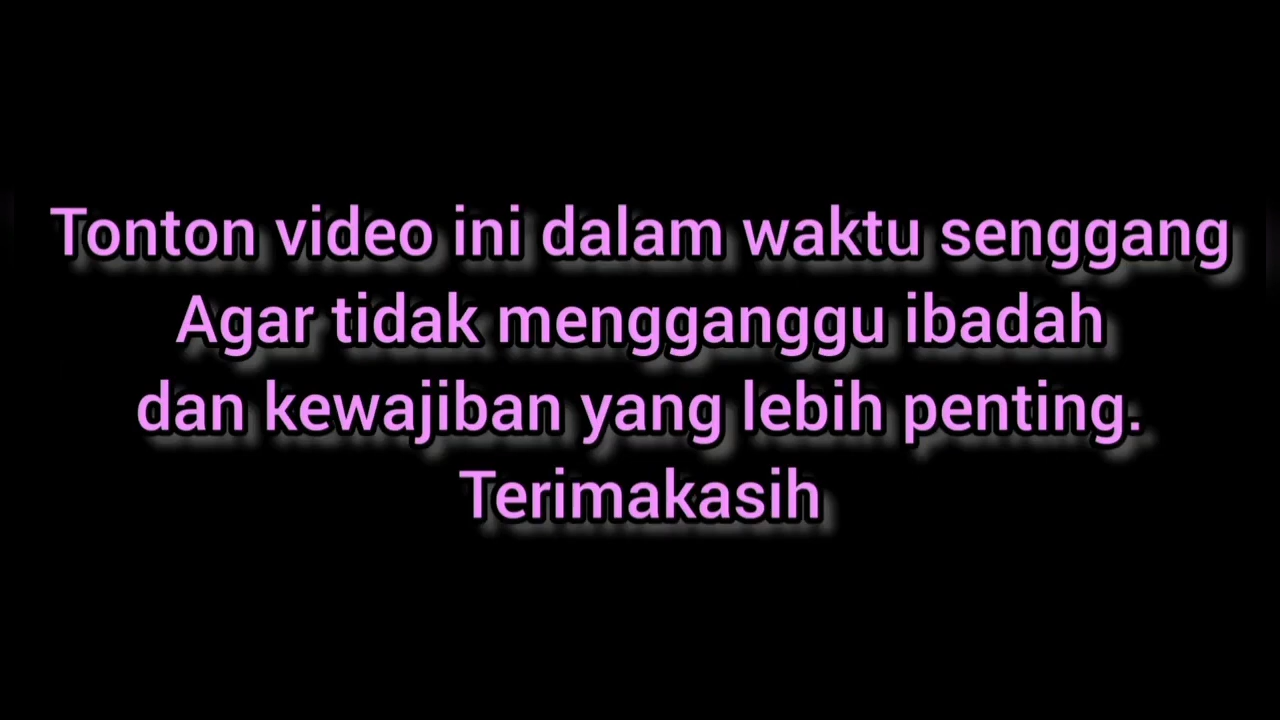 Tonton video ini dalam waktu senggang
Agar tidak mengganggu ibadah
dan kewajiban yang lebih penting.
Terimakasih